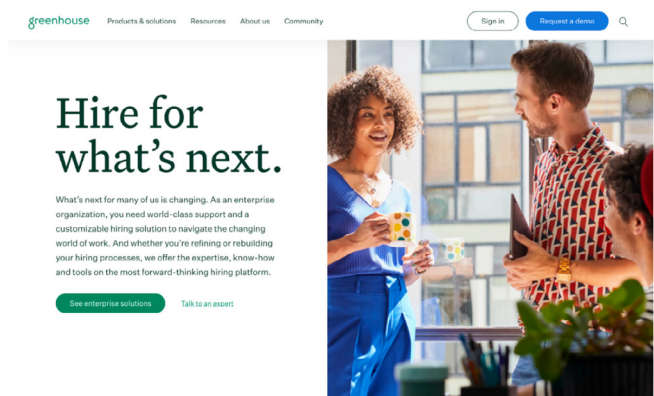 greenhouse
Products & solutions
Resources
About us
Community
Sign in
Request a demo
Hire for
what's next.
What's next for many of us is changing. As an enterprise
organization, you need world-class support and a
customizable hiring solution to navigate the changing
world of work. And whether you're refining or rebuilding
your hiring processes, we offer the expertise, know-how
and tools on the most forward-thinking hiring platform.
See enterprise solutions
Talk to an expert